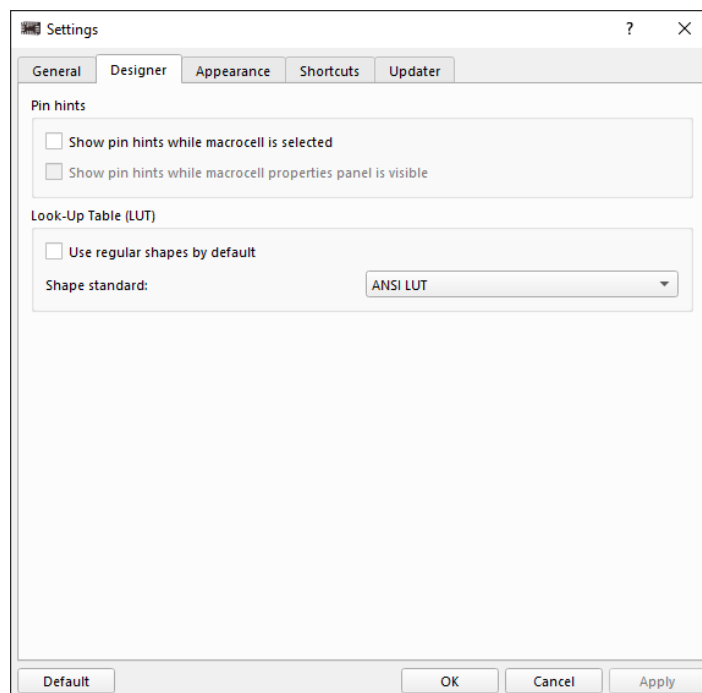 Settings
?
General Designer Appearance Shortcuts Updater
Pin hints
Show pin hints while macrocell is selected
Show pin hints while macrocell properties panel is visible
Look-Up Table (LUT)
Use regular shapes by default
Shape standard: ANSI LUT
Default OK Cancel Apply